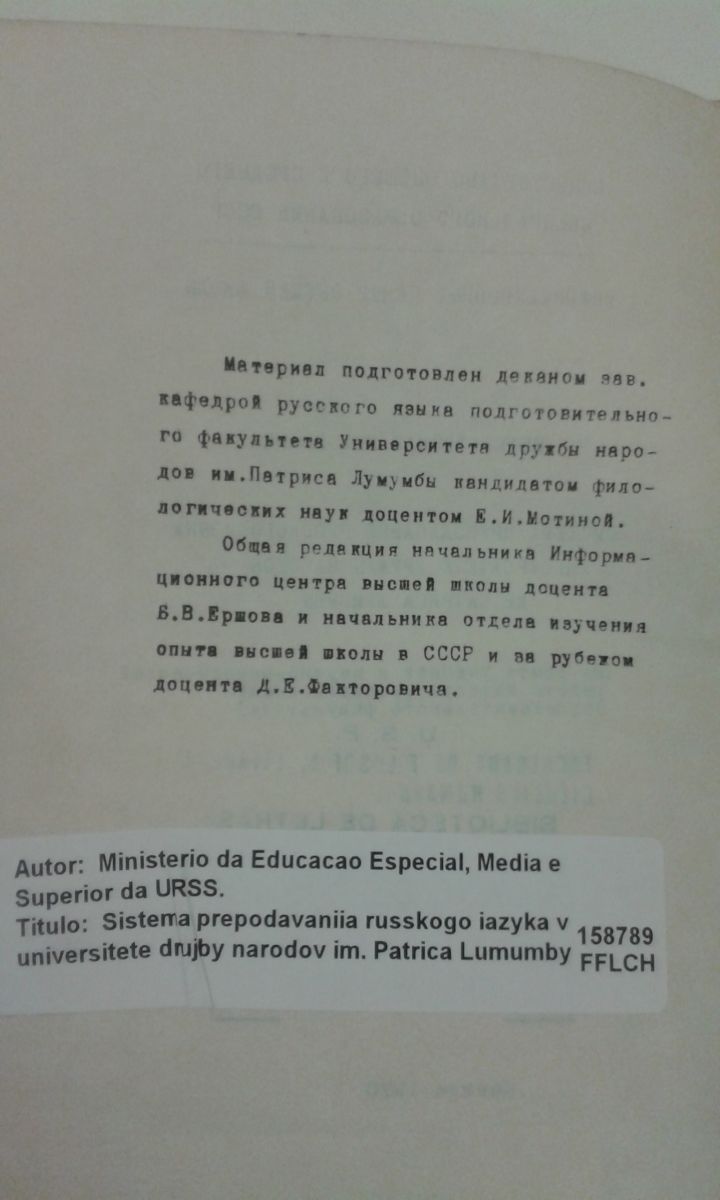 Материал подготовлен деканом зав.
кафедрой русского языка подготовительно-
го факультета Университета дружбы наро-
дов им.Патриса Лумумбы кандидатом фило-
логических наук доцентом Е.И.Мотиной.
Общая редакция начальника Информа-
ционного центра высшей школы доцента
Б.В.Ершова и начальника отдела изучения
опыта высшей школы в СССР и за рубежом
доцента Д.Е.Факторовича.
BIBLIOTECA DE LETRAS
Autor: Ministerio da Educacao Especial, Media e
Superior da URSS.
Titulo: Sistema prepodavaniia russkogo iazyka v
universitete drujby narodov im. Patrica Lumumby
158789
FFLCH